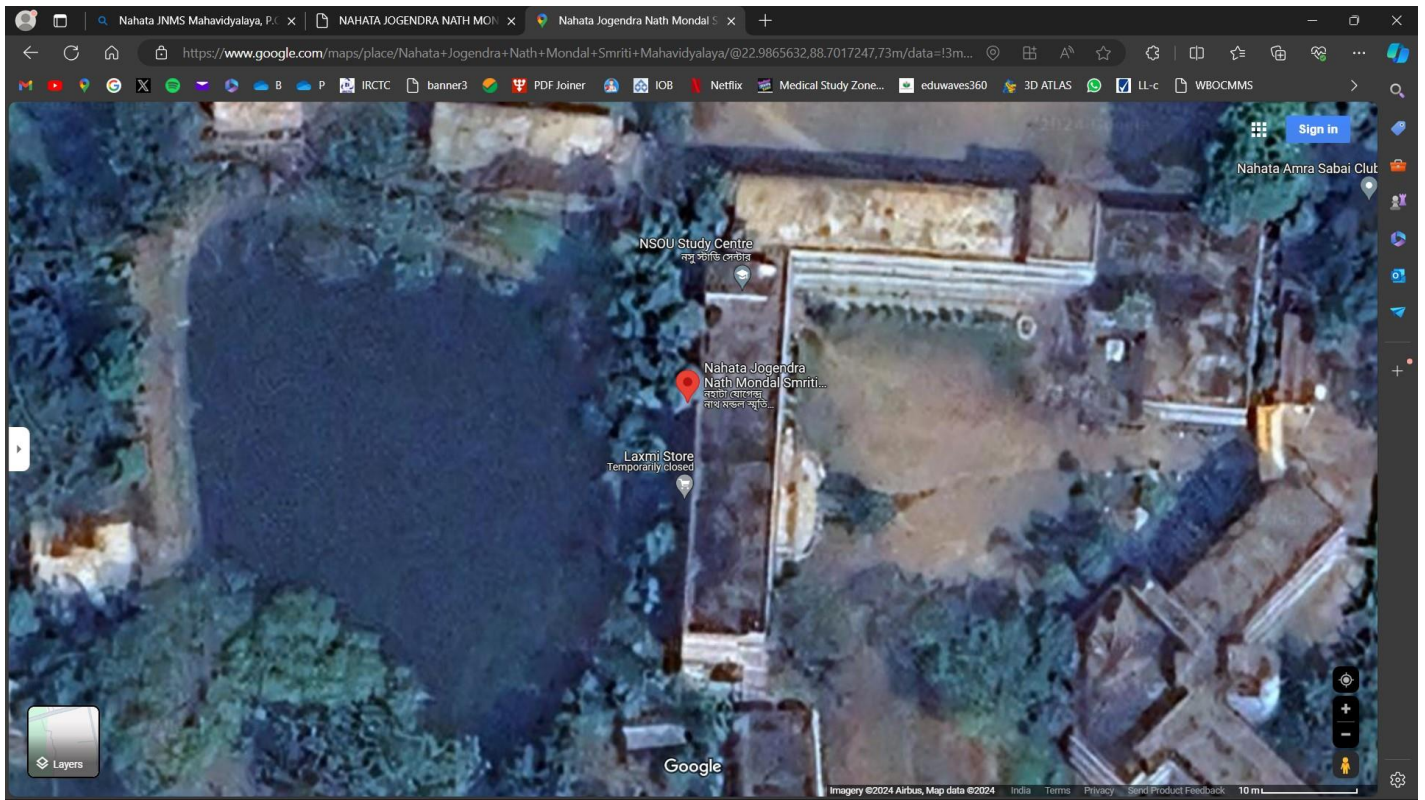 Nahata JNMS Mahavidyalaya, P.
NAHATA JOGENDRA NATH MON
Nahata Jogendra Nath Mondal S
https://www.google.com/maps/place/Nahata+Jogendra+Nath+Mondal+Smriti+Mahavidyalaya/@22.9865632,88.7017247,73m/data=!3m...
B
P
IRCTC
banner3
PDF Joiner
IOB
Netflix
Medical Study Zone...
eduwaves360
3D ATLAS
LL-c
WBOCMMS
Sign in
Nahata Amra Sabai Club
NSOU Study Centre
নসু স্টাডি সেন্টার
Nahata Jogendra
Nath Mondal Smriti...
নহাটা যোগেন্দ্র
নাথ মন্ডল স্মৃতি...
Laxmi Store
Temporarily closed
Layers
Google
Imagery ©2024 Airbus, Map data ©2024 India Terms Privacy Send Product Feedback 10 m